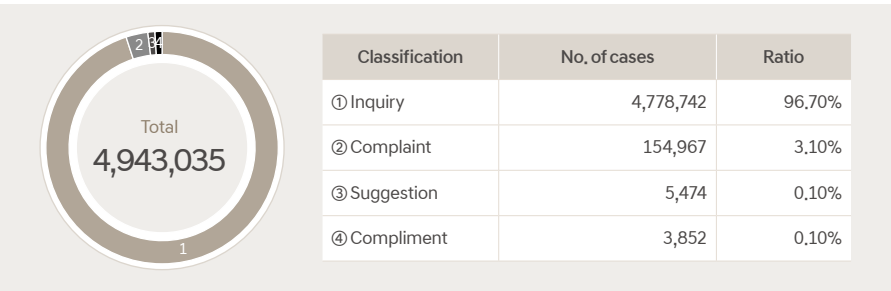 2 3 4
Total
4,943,035
1
Classification No. of cases Ratio
① Inquiry 4,778,742 96.70%
② Complaint 154,967 3.10%
③ Suggestion 5,474 0.10%
④ Compliment 3,852 0.10%